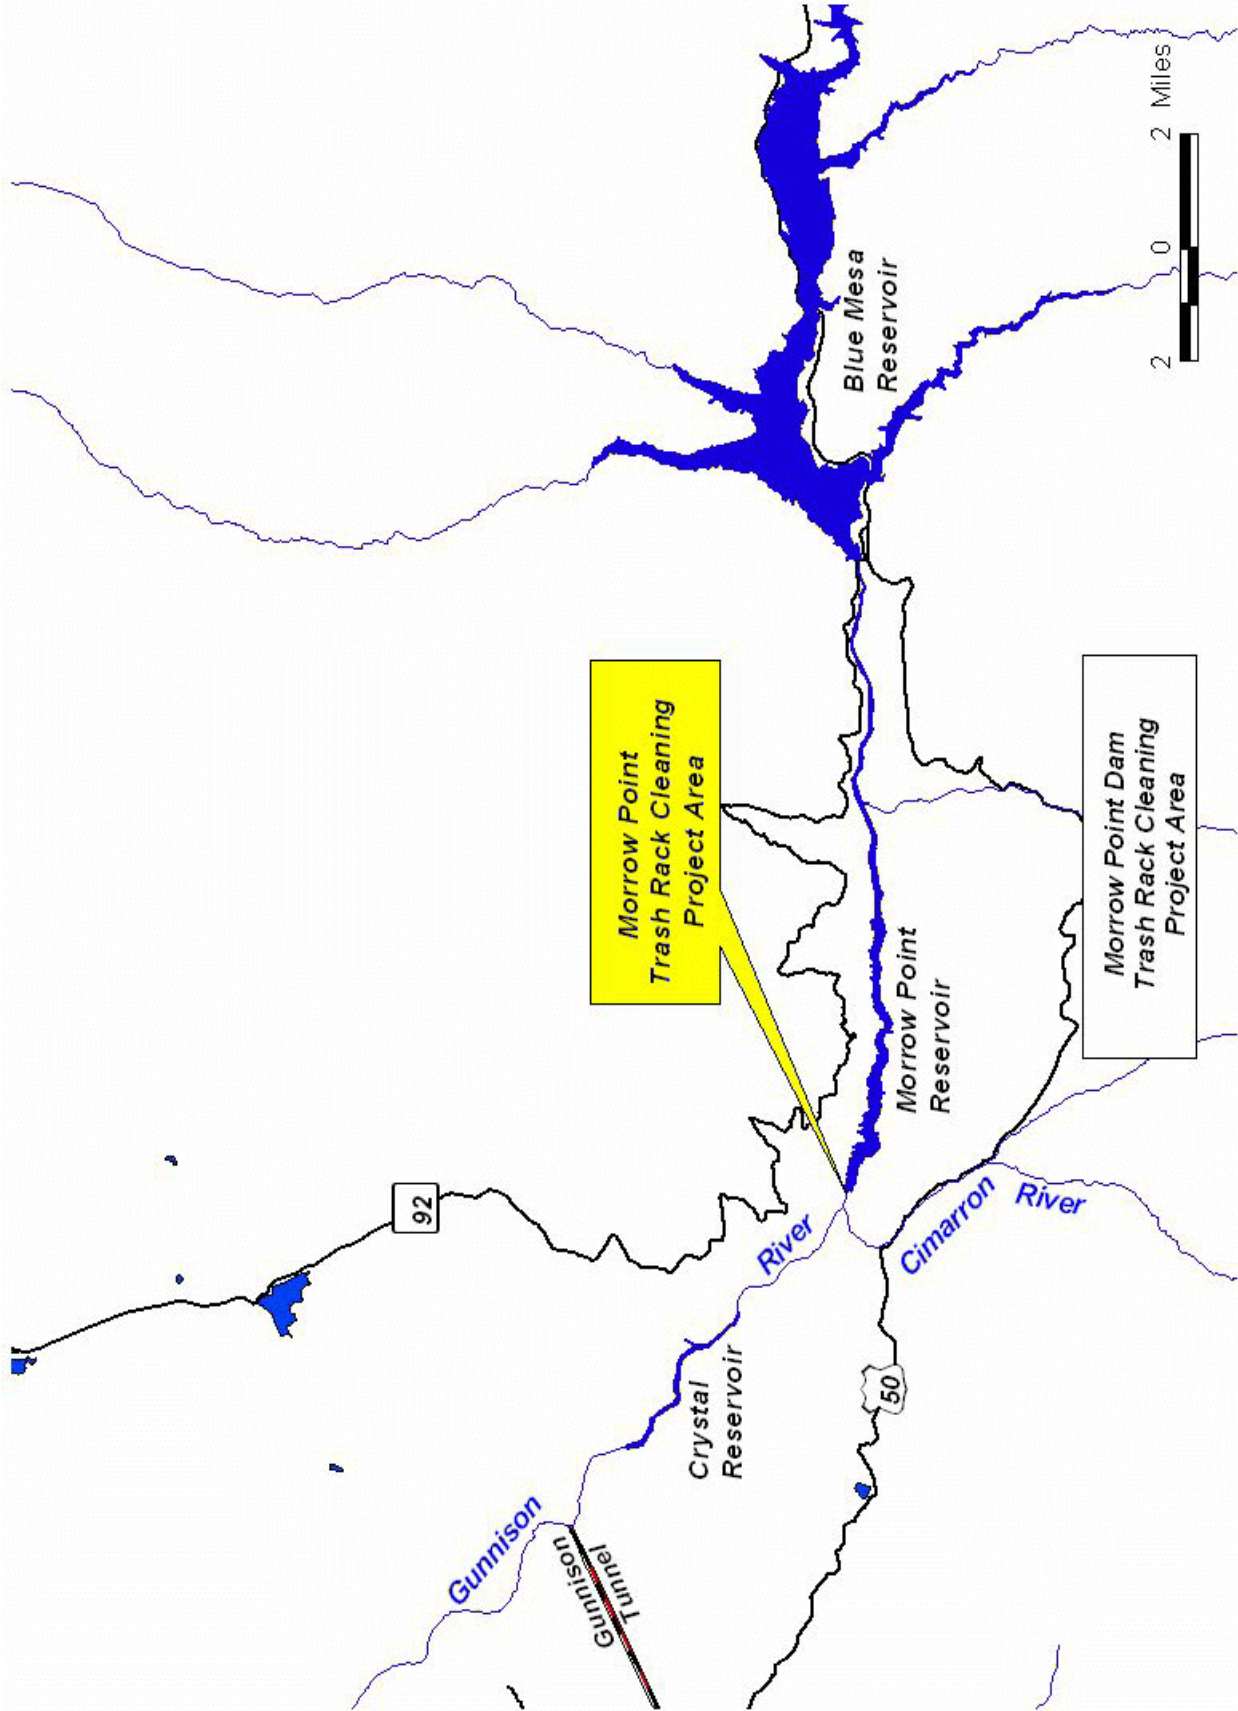 92
Gunnison
Gunnison
Tunnel
River
Crystal
Reservoir
50
Cimarron
River
Morrow Point
Trash Rack Cleaning
Project Area
Morrow Point
Reservoir
Morrow Point Dam
Trash Rack Cleaning
Project Area
Blue Mesa
Reservoir
2 0 2 Miles